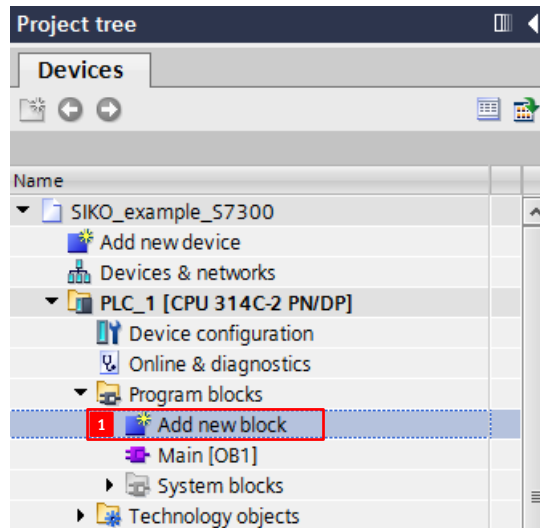 Project tree
Devices
Name
SIKO_example_S7300
Add new device
Devices & networks
PLC_1 [CPU 314C-2 PN/DP]
Device configuration
Online & diagnostics
Program blocks
1 Add new block
Main [OB1]
System blocks
Technology objects